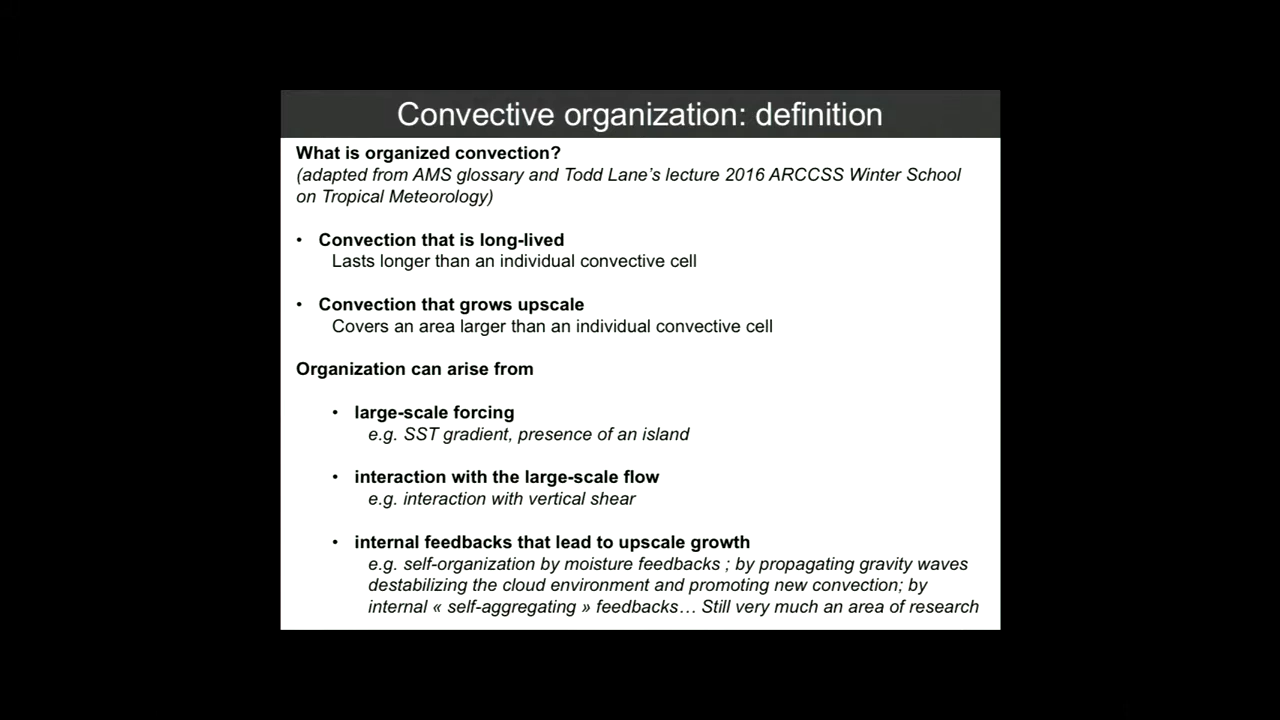 Convective organization: definition
What is organized convection?
(adapted from AMS glossary and Todd Lane's lecture 2016 ARCCSS Winter School
on Tropical Meteorology)
• Convection that is long-lived
Lasts longer than an individual convective cell
• Convection that grows upscale
Covers an area larger than an individual convective cell
Organization can arise from
• large-scale forcing
e.g. SST gradient, presence of an island
• interaction with the large-scale flow
e.g. interaction with vertical shear
• internal feedbacks that lead to upscale growth
e.g. self-organization by moisture feedbacks ; by propagating gravity waves
destabilizing the cloud environment and promoting new convection; by
internal « self-aggregating » feedbacks… Still very much an area of research